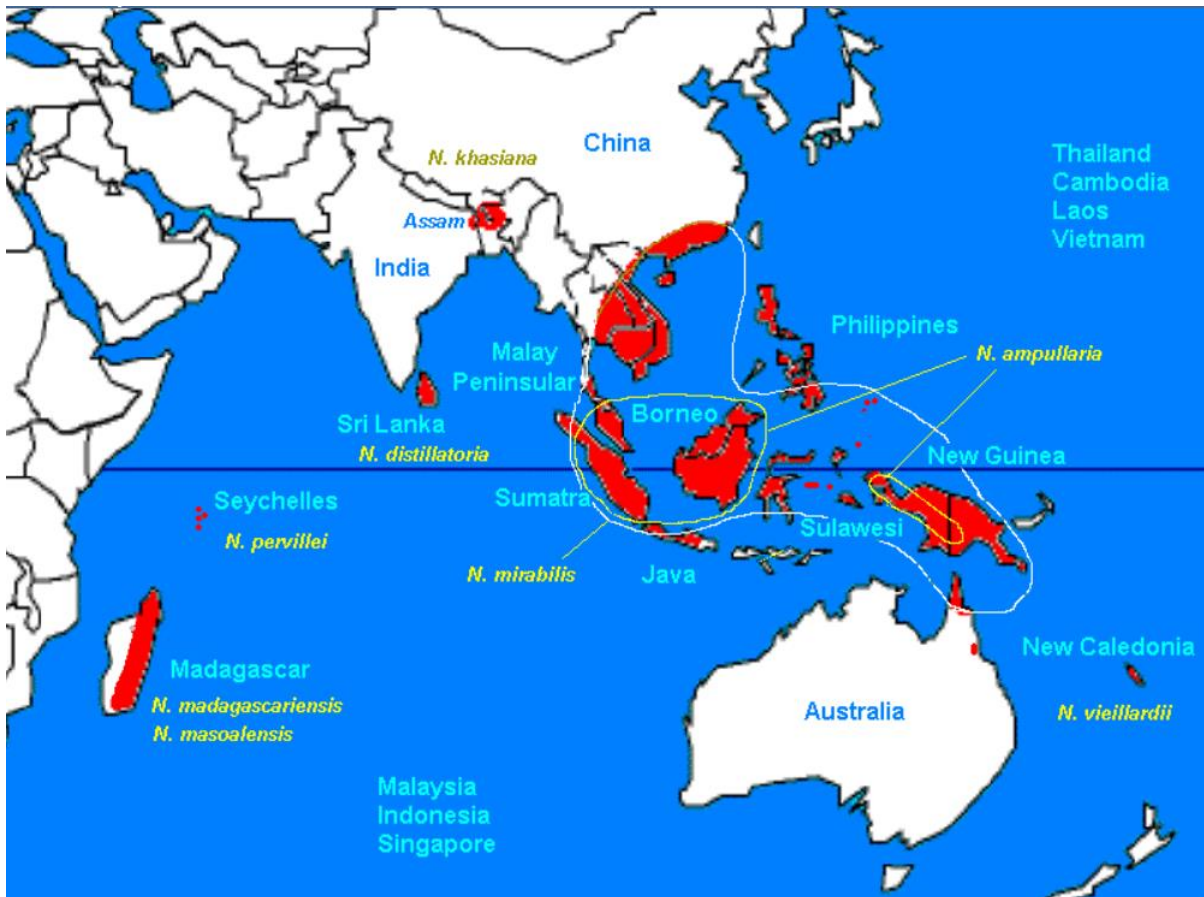 China
N. khasiana
Thailand
Cambodia
Laos
Vietnam
Assam
India
Philippines
Malay
Peninsular
N. ampullaria
Sri Lanka
Borneo
N. distillatoria
New Guinea
Seychelles
Sumatra
Sulawesi
N. pervillei
N. mirabilis
Java
Madagascar
New Caledonia
N. madagascariensis
N. masoalensis
Australia
N. vieillardii
Malaysia
Indonesia
Singapore